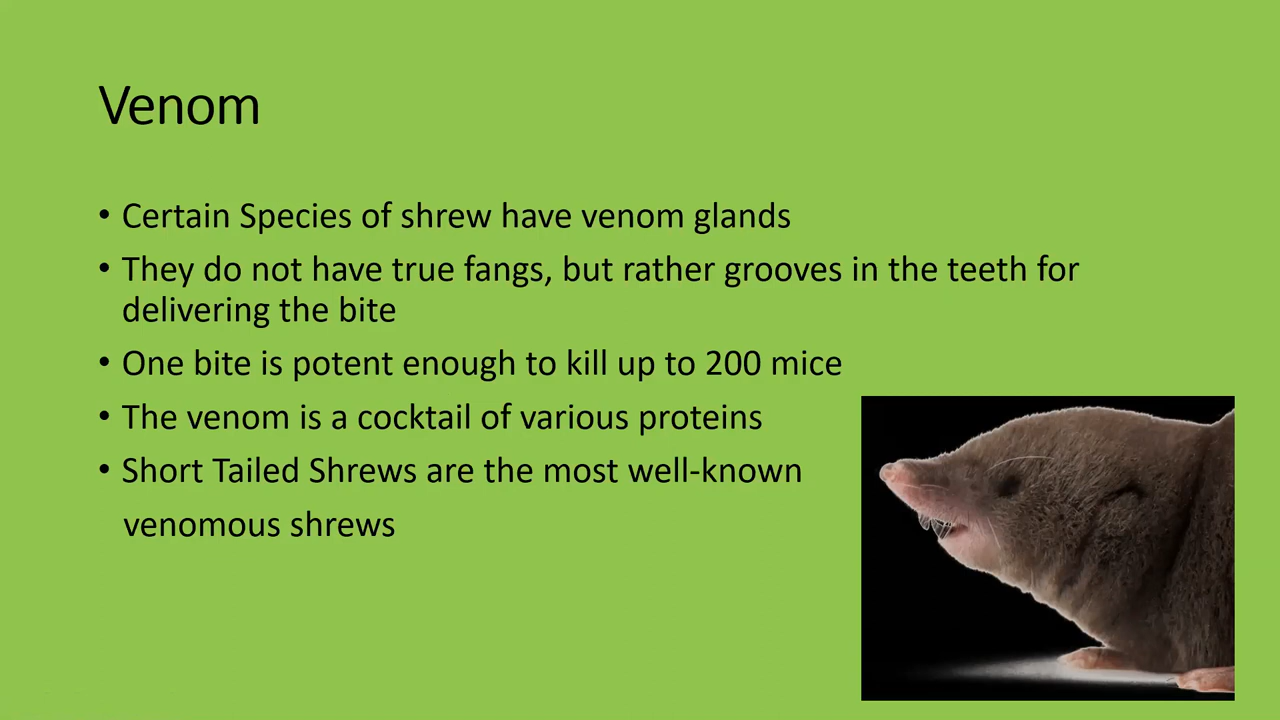 Venom
• Certain Species of shrew have venom glands
• They do not have true fangs, but rather grooves in the teeth for
delivering the bite
• One bite is potent enough to kill up to 200 mice
• The venom is a cocktail of various proteins
• Short Tailed Shrews are the most well-known
venomous shrews